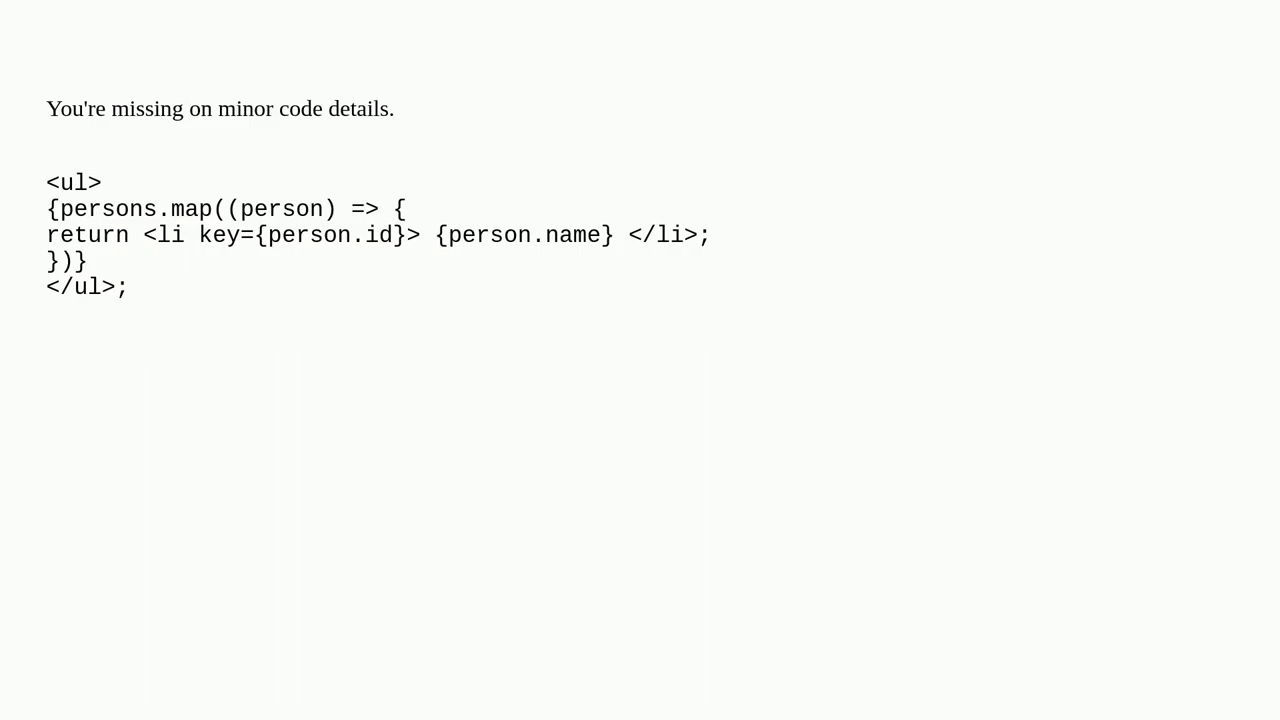 You're missing on minor code details.
<ul>
{persons.map((person) => {
return <li key={person.id}> {person.name} </li>;
})}
</ul>;